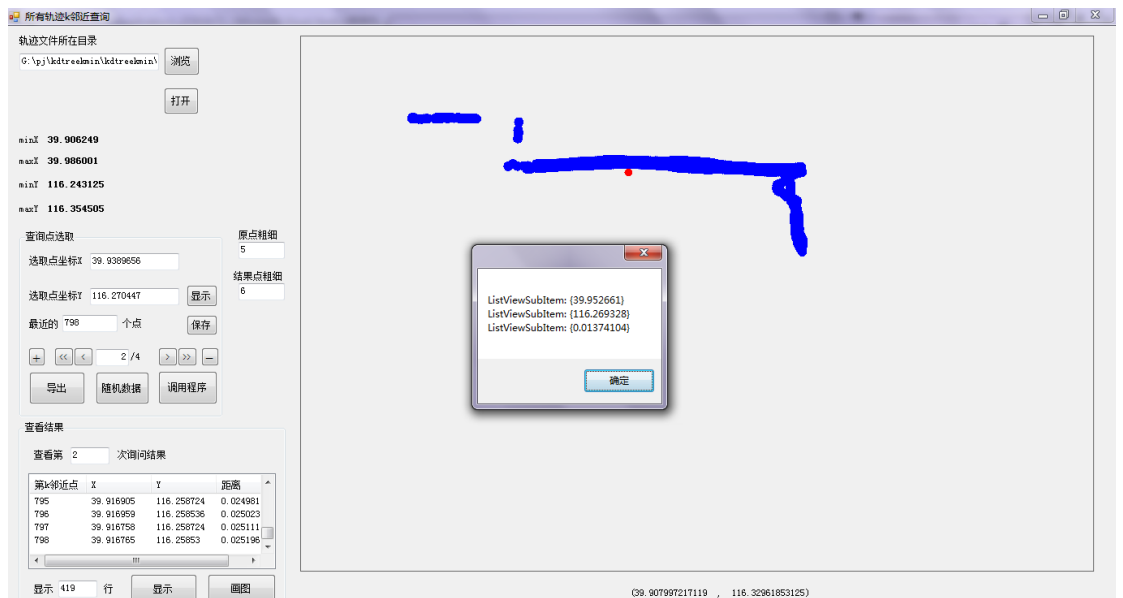 所有轨迹k邻近查询
轨迹文件所在目录
G:\pj\kdtreekmin\kdtreekmin\
浏览
打开
minX 39.906249
maxX 39.986001
minY 116.243125
maxY 116.354505
查询点选取
原点粗细
5
选取点坐标X 39.9389656
结果点粗细
6
选取点坐标Y 116.270447 显示
最近的 798 个点 保存
+ << < 2 /4 > >> −
导出 随机数据 调用程序
查看结果
查看第 2 次询问结果
第k邻近点 X Y 距离
795 39.916905 116.258724 0.024981
796 39.916959 116.258536 0.025023
797 39.916758 116.258724 0.025111
798 39.916765 116.25853 0.025196
显示 419 行 显示 画图
ListViewSubItem: {39.952661}
ListViewSubItem: {116.269328}
ListViewSubItem: {0.01374104}
确定
(39.907997217119 , 116.32961853125)